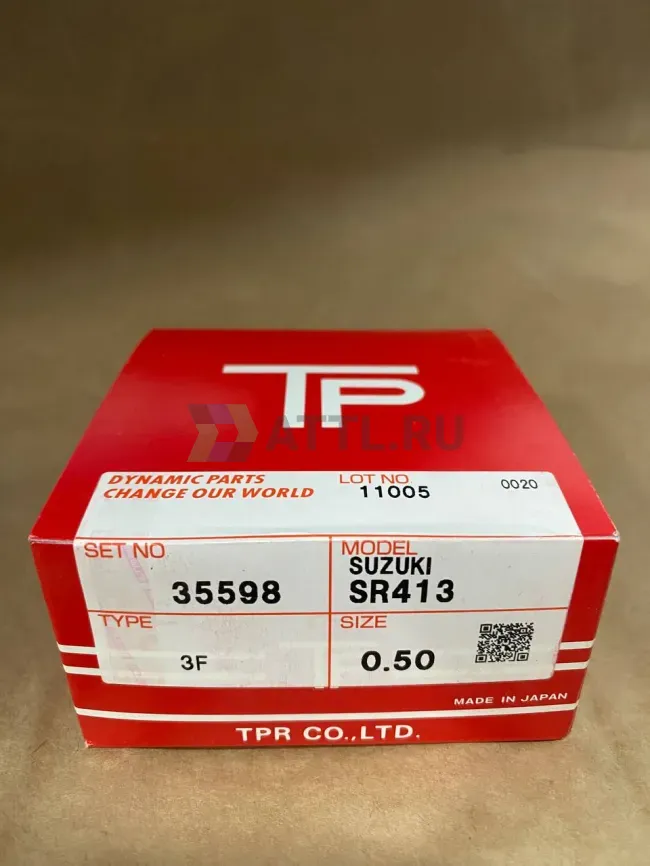 TP
ATTL.RU
DYNAMIC PARTS
CHANGE OUR WORLD
LOT NO.
11005
0020
SET NO
35598
MODEL
SUZUKI
SR413
TYPE
3F
SIZE
0.50
MADE IN JAPAN
TPR CO.,LTD.